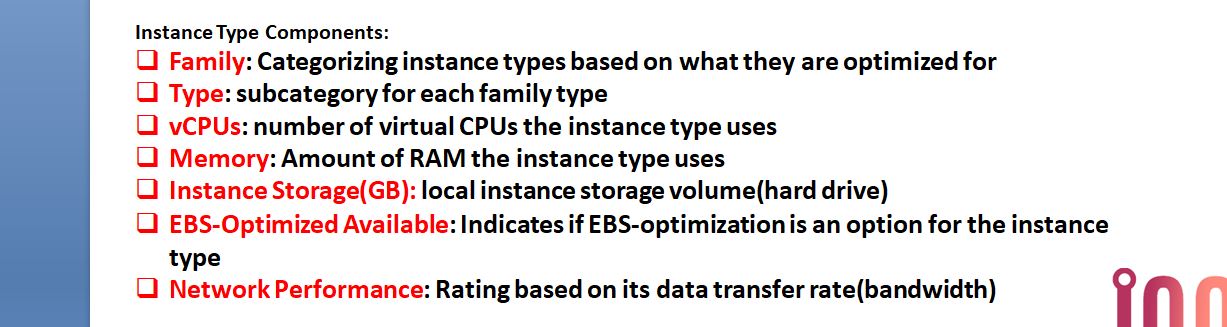 Instance Type Components:
Family: Categorizing instance types based on what they are optimized for
Type: subcategory for each family type
vCPUs: number of virtual CPUs the instance type uses
Memory: Amount of RAM the instance type uses
Instance Storage(GB): local instance storage volume(hard drive)
EBS-Optimized Available: Indicates if EBS-optimization is an option for the instance
type
Network Performance: Rating based on its data transfer rate(bandwidth)